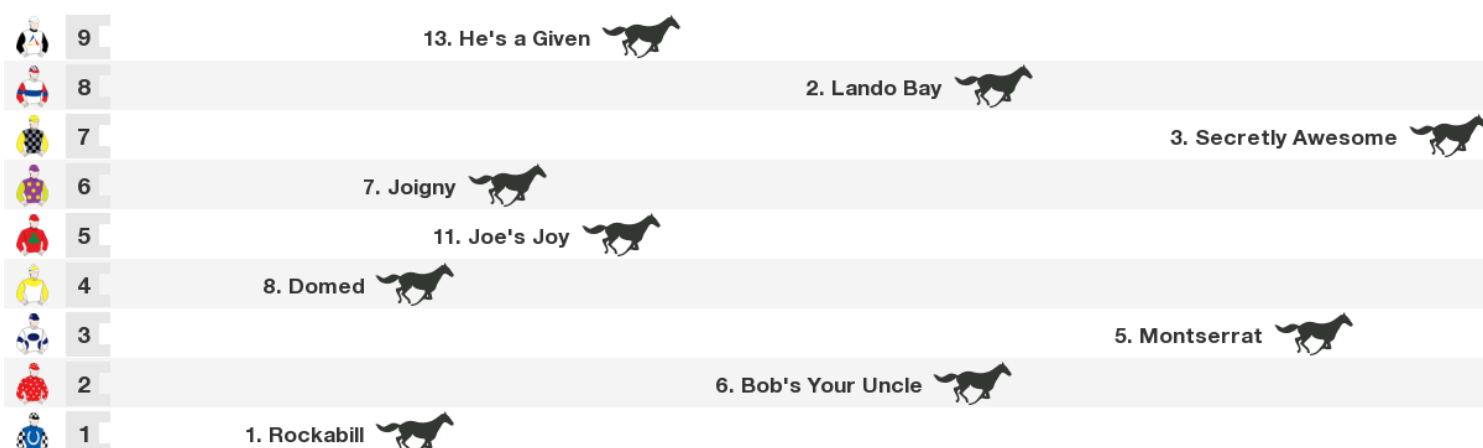 9 13. He's a Given
8 2. Lando Bay
7 3. Secretly Awesome
6 7. Joigny
5 11. Joe's Joy
4 8. Domed
3 5. Montserrat
2 6. Bob's Your Uncle
1 1. Rockabill